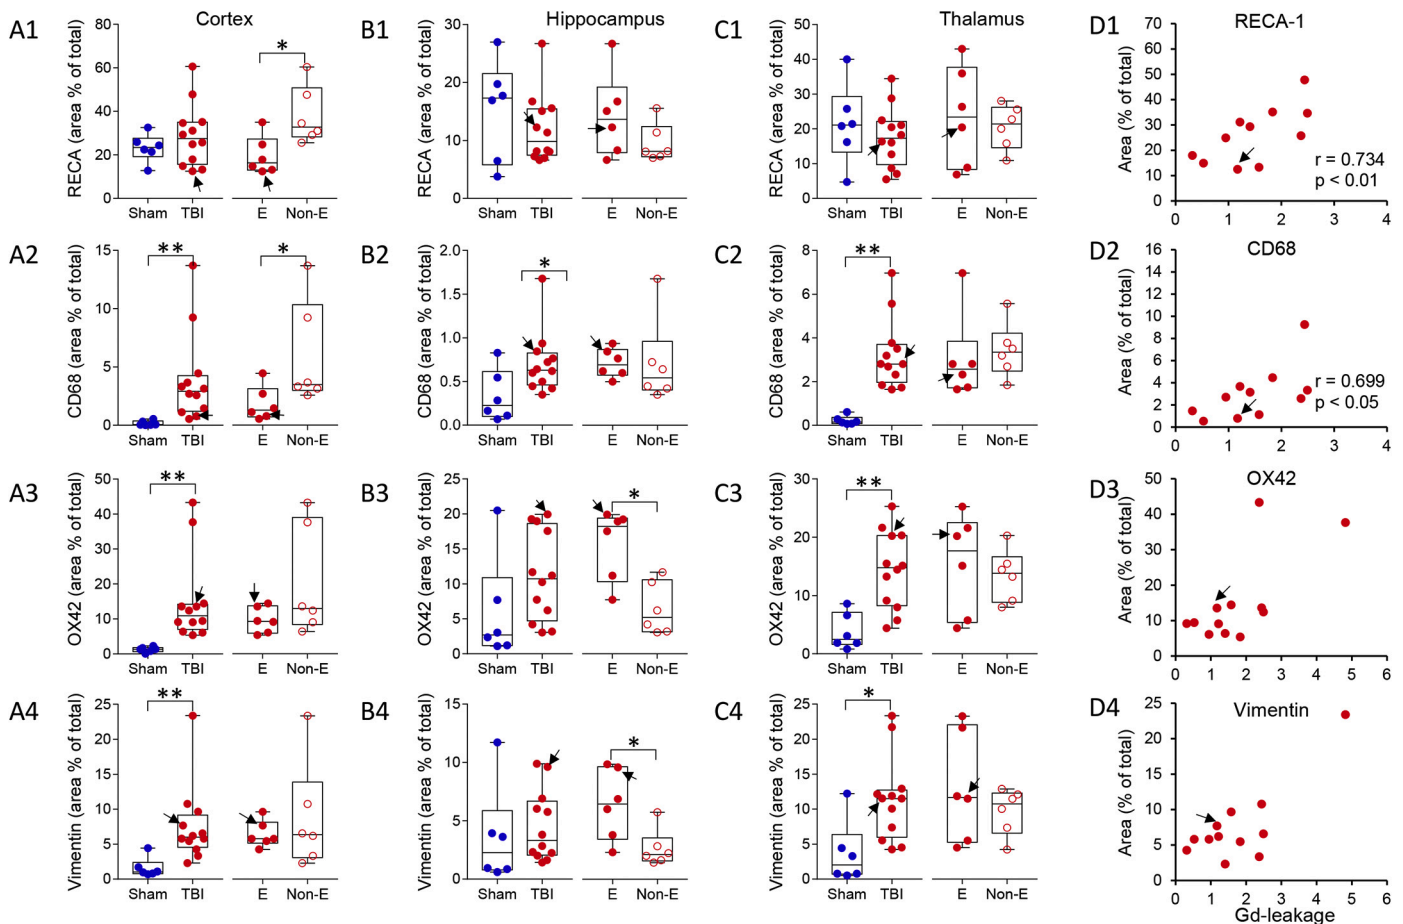 A1
Cortex
RECA (area % of total)
80
60
40
20
0
*
Sham
TBI
E
Non-E
B1
Hippocampus
RECA (area % of total)
30
20
10
0
Sham
TBI
E
Non-E
C1
Thalamus
RECA (area % of total)
50
40
30
20
10
0
Sham
TBI
E
Non-E
D1
RECA-1
Area (% of total)
70
60
50
40
30
20
10
0
r = 0.734
p < 0.01
0 1 2 3 4
A2
CD68 (area % of total)
15
10
5
0
**
*
Sham
TBI
E
Non-E
B2
CD68 (area % of total)
2.0
1.5
1.0
0.5
0.0
*
Sham
TBI
E
Non-E
C2
CD68 (area % of total)
8
6
4
2
0
**
Sham
TBI
E
Non-E
D2
CD68
Area (% of total)
16
14
12
10
8
6
4
2
0
r = 0.699
p < 0.05
0 1 2 3 4
A3
OX42 (area % of total)
50
40
30
20
10
0
**
Sham
TBI
E
Non-E
B3
OX42 (area % of total)
25
20
15
10
5
0
*
Sham
TBI
E
Non-E
C3
OX42 (area % of total)
30
20
10
0
**
Sham
TBI
E
Non-E
D3
OX42
Area (% of total)
50
40
30
20
10
0
0 1 2 3 4 5 6
A4
Vimentin (area % of total)
25
20
15
10
5
0
**
Sham
TBI
E
Non-E
B4
Vimentin (area % of total)
15
10
5
0
*
Sham
TBI
E
Non-E
C4
Vimentin (area % of total)
25
20
15
10
5
0
*
Sham
TBI
E
Non-E
D4
Vimentin
Area (% of total)
25
20
15
10
5
0
0 1 2 3 4 5 6
Gd-leakage